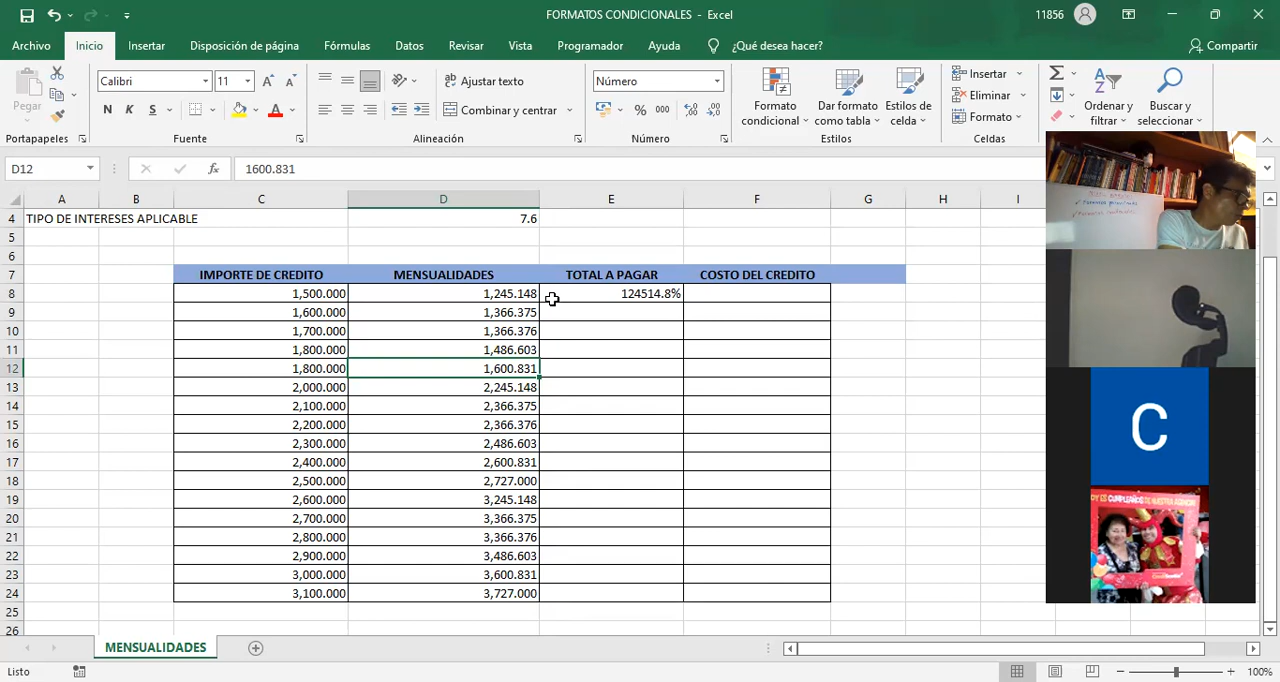 FORMATOS CONDICIONALES - Excel
11856
Archivo Inicio Insertar Disposición de página Fórmulas Datos Revisar Vista Programador Ayuda ¿Qué desea hacer? Compartir
Pegar
Calibri 11
N K S
Ajustar texto
Combinar y centrar
Número
% 000
Formato condicional
Dar formato como tabla
Estilos de celda
Insertar
Eliminar
Formato
Ordenar y filtrar
Buscar y seleccionar
Portapapeles Fuente Alineación Número Estilos Celdas
D12 fx 1600.831
A B C D E F G H I
4 TIPO DE INTERESES APLICABLE 7.6
5
6
7 IMPORTE DE CREDITO MENSUALIDADES TOTAL A PAGAR COSTO DEL CREDITO
8 1,500.000 1,245.148 124514.8%
9 1,600.000 1,366.375
10 1,700.000 1,366.376
11 1,800.000 1,486.603
12 1,800.000 1,600.831
13 2,000.000 2,245.148
14 2,100.000 2,366.375
15 2,200.000 2,366.376
16 2,300.000 2,486.603
17 2,400.000 2,600.831
18 2,500.000 2,727.000
19 2,600.000 3,245.148
20 2,700.000 3,366.375
21 2,800.000 3,366.376
22 2,900.000 3,486.603
23 3,000.000 3,600.831
24 3,100.000 3,727.000
25
26
C
MENSUALIDADES
Listo
100%